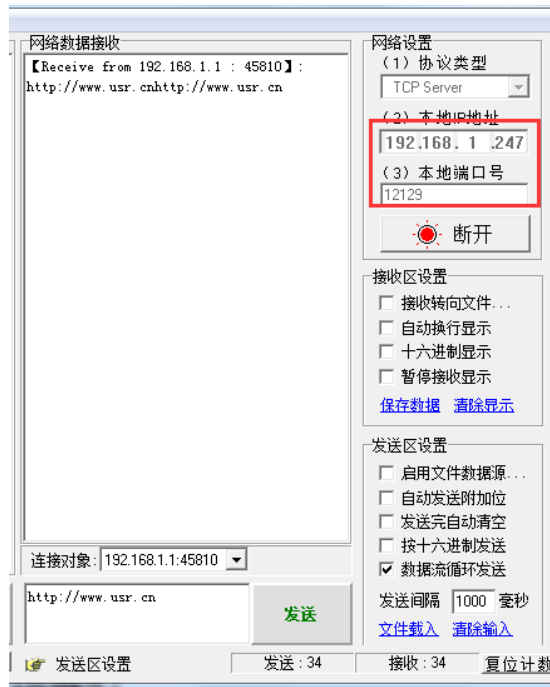 网络数据接收
【Receive from 192.168.1.1 : 45810】:
http://www.usr.cnhttp://www.usr.cn
连接对象: 192.168.1.1:45810
http://www.usr.cn
发送
网络设置
(1) 协议类型
TCP Server
(2) 本地IP地址
192.168. 1 .247
(3) 本地端口号
12129
断开
接收区设置
接收转向文件...
自动换行显示
十六进制显示
暂停接收显示
保存数据 清除显示
发送区设置
启用文件数据源...
自动发送附加位
发送完自动清空
按十六进制发送
数据流循环发送
发送间隔 1000 毫秒
文件载入 清除输入
发送区设置 发送 : 34 接收 : 34 复位计数